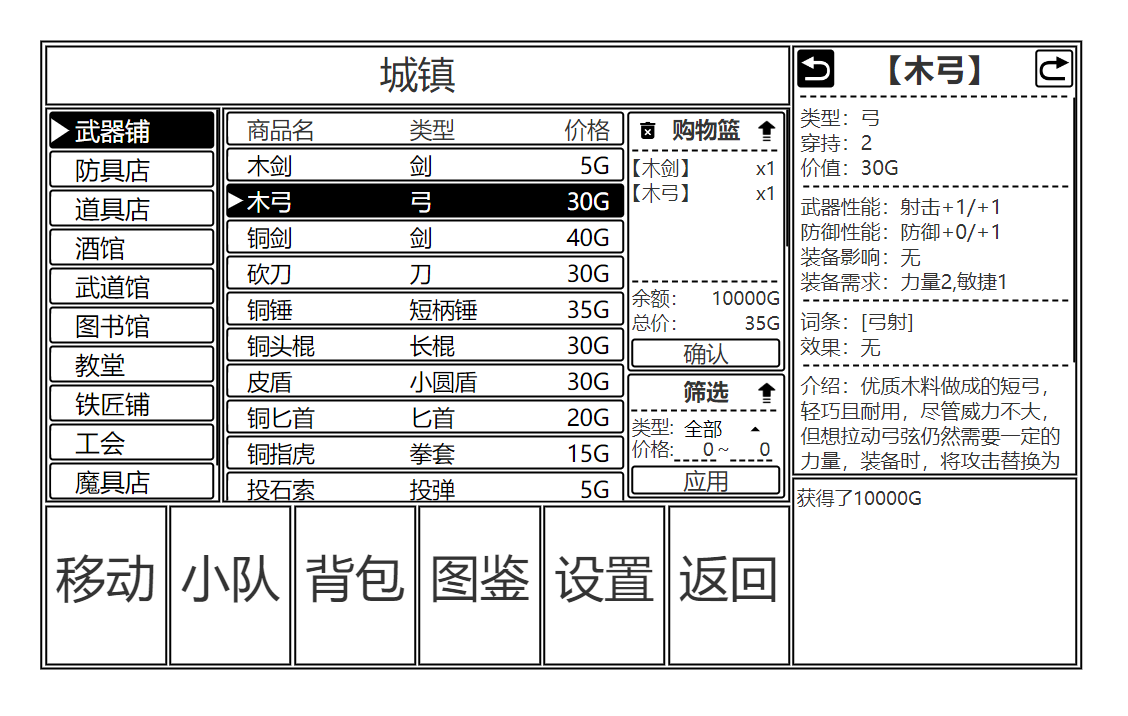 城镇
武器铺
防具店
道具店
酒馆
武道馆
图书馆
教堂
铁匠铺
工会
魔具店
商品名 类型 价格
木剑 剑 5G
木弓 弓 30G
铜剑 剑 40G
砍刀 刀 30G
铜锤 短柄锤 35G
铜头棍 长棍 30G
皮盾 小圆盾 30G
铜匕首 匕首 20G
铜指虎 拳套 15G
投石索 投弹 5G
购物篮
【木剑】 x1
【木弓】 x1
余额: 10000G
总价: 35G
确认
筛选
类型: 全部
价格: 0~ 0
应用
【木弓】
类型：弓
穿持：2
价值：30G
武器性能：射击+1/+1
防御性能：防御+0/+1
装备影响：无
装备需求：力量2,敏捷1
词条：[弓射]
效果：无
介绍：优质木料做成的短弓，
轻巧且耐用，尽管威力不大，
但想拉动弓弦仍然需要一定的
力量，装备时，将攻击替换为
获得了10000G
移动 小队 背包 图鉴 设置 返回